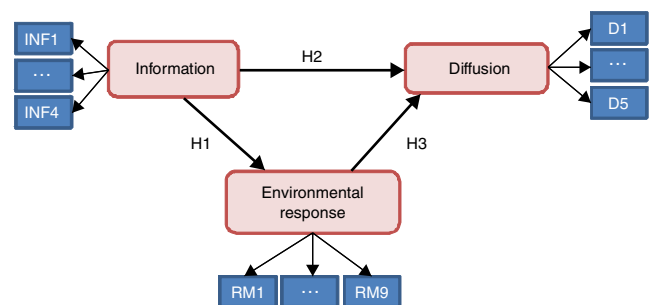 INF1
...
INF4
Information
H2
Diffusion
D1
...
D5
H1
H3
Environmental
response
RM1
...
RM9